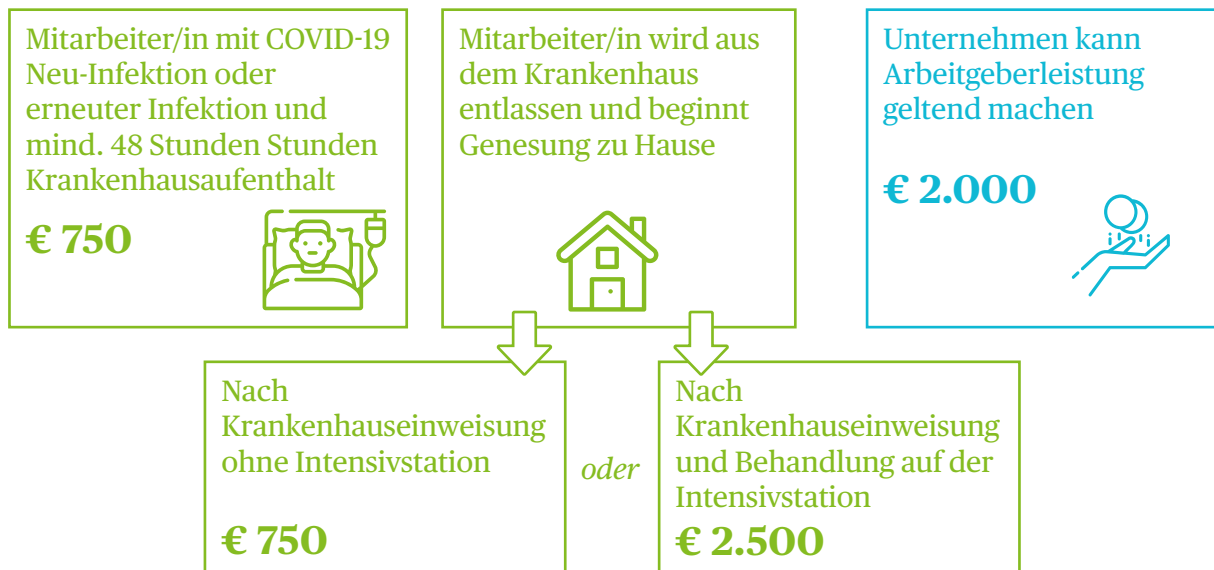 Mitarbeiter/in mit COVID-19
Neu-Infektion oder
erneuter Infektion und
mind. 48 Stunden Stunden
Krankenhausaufenthalt
€ 750
Mitarbeiter/in wird aus
dem Krankenhaus
entlassen und beginnt
Genesung zu Hause
Unternehmen kann
Arbeitgeberleistung
geltend machen
€ 2.000
Nach
Krankenhauseinweisung
ohne Intensivstation
€ 750
oder
Nach
Krankenhauseinweisung
und Behandlung auf der
Intensivstation
€ 2.500